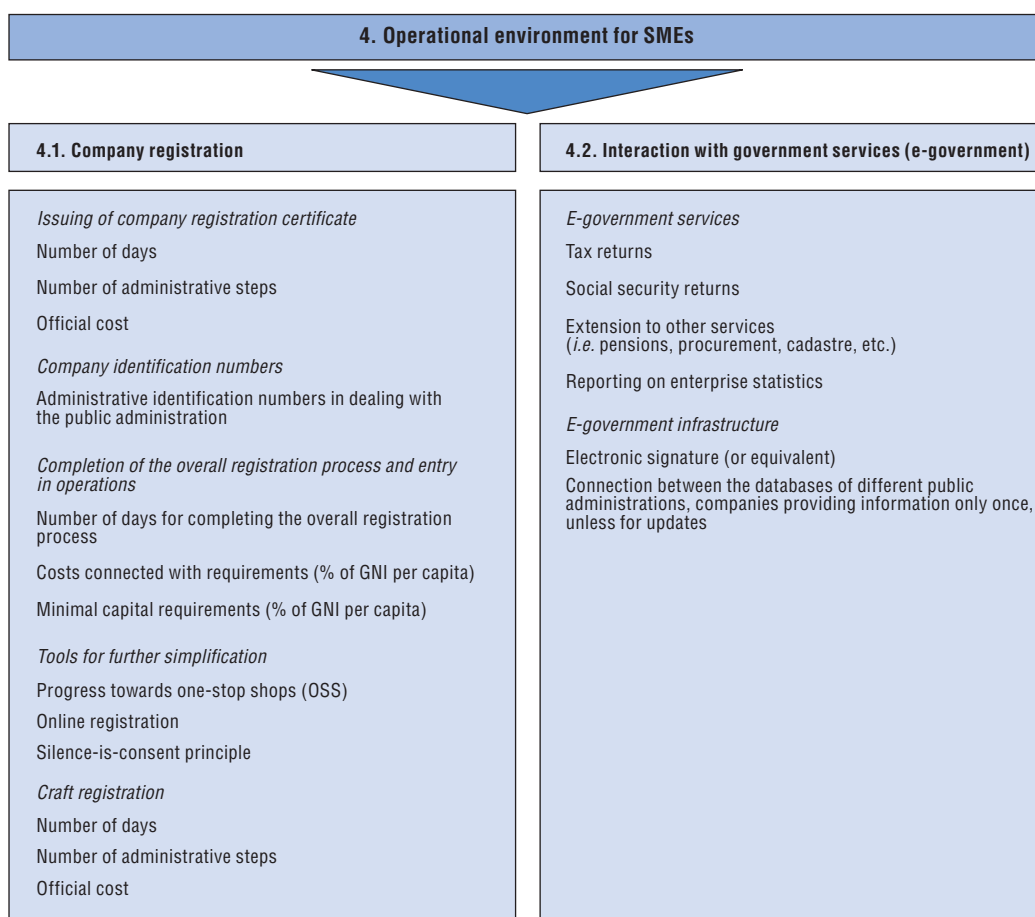 4. Operational environment for SMEs
4.1. Company registration
Issuing of company registration certificate
Number of days
Number of administrative steps
Official cost
Company identification numbers
Administrative identification numbers in dealing with
the public administration
Completion of the overall registration process and entry
in operations
Number of days for completing the overall registration
process
Costs connected with requirements (% of GNI per capita)
Minimal capital requirements (% of GNI per capita)
Tools for further simplification
Progress towards one-stop shops (OSS)
Online registration
Silence-is-consent principle
Craft registration
Number of days
Number of administrative steps
Official cost
4.2. Interaction with government services (e-government)
E-government services
Tax returns
Social security returns
Extension to other services
(i.e. pensions, procurement, cadastre, etc.)
Reporting on enterprise statistics
E-government infrastructure
Electronic signature (or equivalent)
Connection between the databases of different public
administrations, companies providing information only once,
unless for updates